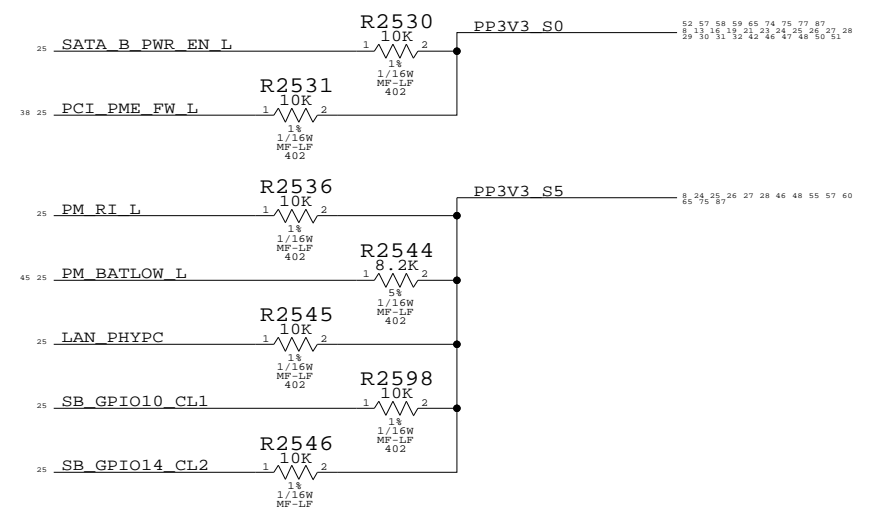 R2530
10K
PP3V3_S0
52 57 58 59 65 74 75 77 87
8 13 16 19 21 23 24 25 26 27 28
29 30 31 32 42 46 47 48 50 51
25 SATA_B_PWR_EN_L 1 2
1%
1/16W
MF-LF
402
R2531
10K
38 25 PCI_PME_FW_L 1 2
1%
1/16W
MF-LF
402
R2536
10K
PP3V3_S5
8 24 25 26 27 28 46 48 55 57 60
65 75 87
25 PM_RI_L 1 2
1%
1/16W
MF-LF
402
R2544
8.2K
45 25 PM_BATLOW_L 1 2
5%
1/16W
MF-LF
402
R2545
10K
25 LAN_PHYPC 1 2
1%
1/16W
MF-LF
402
R2598
10K
25 SB_GPIO10_CL1 1 2
1%
1/16W
MF-LF
402
R2546
10K
25 SB_GPIO14_CL2 1 2
1%
1/16W
MF-LF